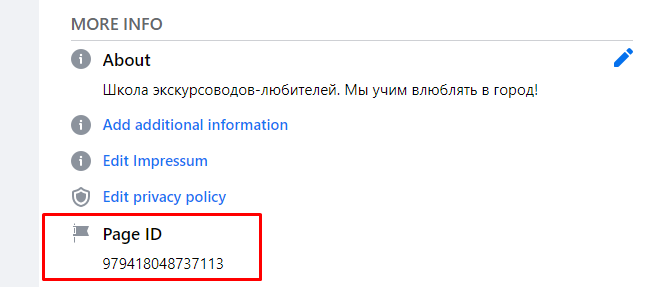 MORE INFO
About
Школа экскурсоводов-любителей. Мы учим влюблять в город!
Add additional information
Edit Impressum
Edit privacy policy
Page ID
979418048737113